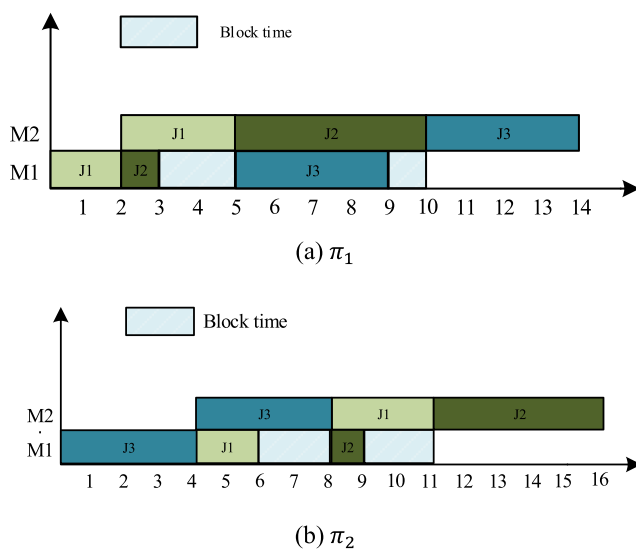 Block time
M2 J1 J2 J3
M1 J1 J2 J3
1 2 3 4 5 6 7 8 9 10 11 12 13 14
(a) π₁
Block time
M2 J3 J1 J2
M1 J3 J1 J2
1 2 3 4 5 6 7 8 9 10 11 12 13 14 15 16
(b) π₂